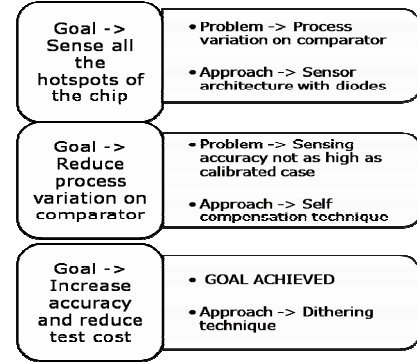 Goal ->
Sense all
the
hotspots of
the chip
• Problem -> Process
variation on comparator
• Approach -> Sensor
architecture with diodes
Goal ->
Reduce
process
variation on
comparator
• Problem -> Sensing
accuracy not as high as
calibrated case
• Approach -> Self
compensation technique
Goal ->
Increase
accuracy
and reduce
test cost
• GOAL ACHIEVED
• Approach -> Dithering
technique